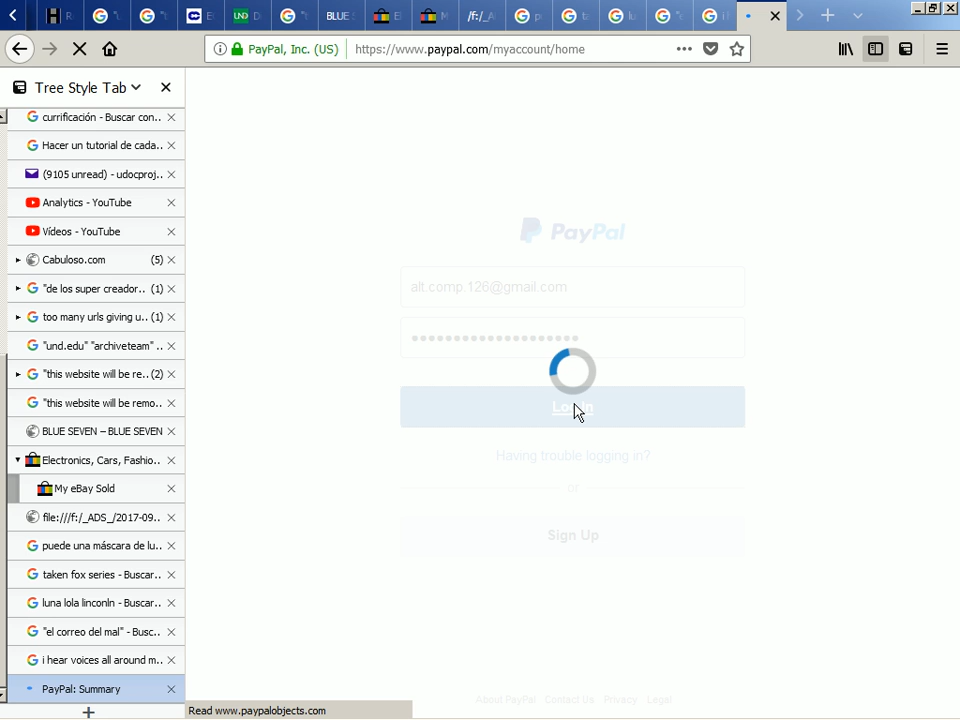 BLUE
/f:/_A
PayPal, Inc. (US)
https://www.paypal.com/myaccount/home
Tree Style Tab
currificación - Buscar con..
Hacer un tutorial de cada..
(9105 unread) - udocproj..
Analytics - YouTube
Vídeos - YouTube
Cabuloso.com (5)
"de los super creador.. (1)
too many urls giving u.. (1)
"und.edu" "archiveteam" ..
"this website will be re.. (2)
"this website will be remo..
BLUE SEVEN – BLUE SEVEN
Electronics, Cars, Fashio..
My eBay Sold
file:///f:/_ADS_/2017-09..
puede una máscara de lu..
taken fox series - Buscar..
luna lola linconln - Buscar..
"el correo del mal" - Busc..
i hear voices all around m..
PayPal: Summary
PayPal
alt.comp.126@gmail.com
Log In
Having trouble logging in?
or
Sign Up
About PayPal Contact Us Privacy Legal
Read www.paypalobjects.com